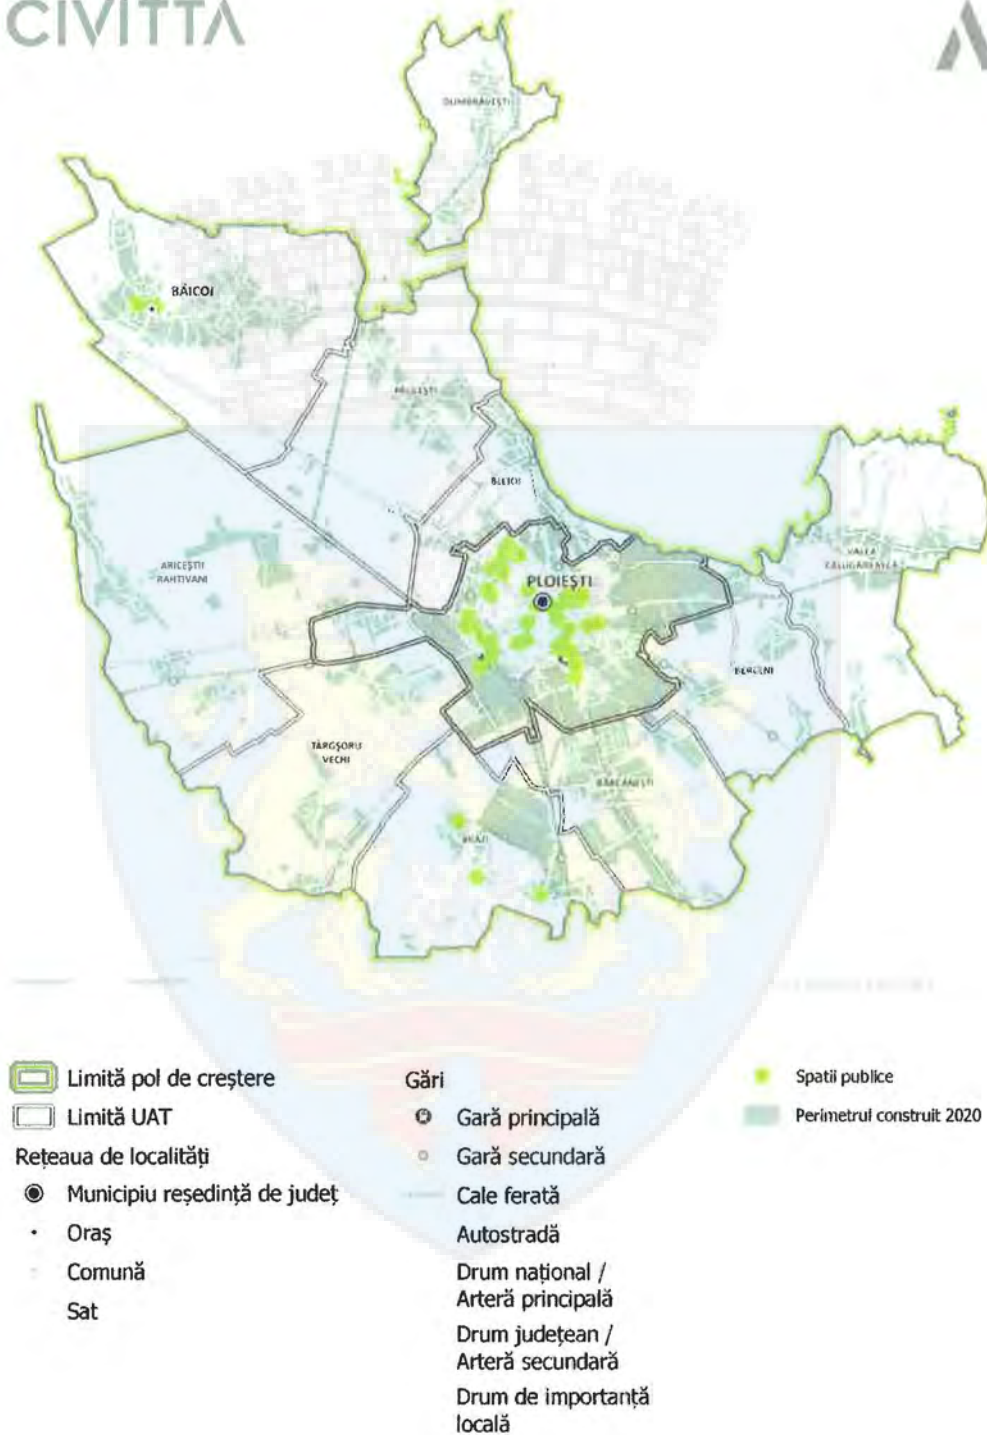 CIVITTA
DUMBRĂVEȘTI
BĂICOI
PĂULEȘTI
BLEJOI
ARICEȘTII
RAHTIVANI
PLOIEȘTI
VALEA
CĂLUGĂREASCĂ
BERCENI
TÂRGȘORU
VECHI
BĂRCĂNEȘTI
BRAZI
Limită pol de creștere
Limită UAT
Rețeaua de localități
Municipiu reședință de județ
Oraș
Comună
Sat
Gări
Gară principală
Gară secundară
Cale ferată
Autostradă
Drum național /
Arteră principală
Drum județean /
Arteră secundară
Drum de importanță
locală
Spatii publice
Perimetrul construit 2020